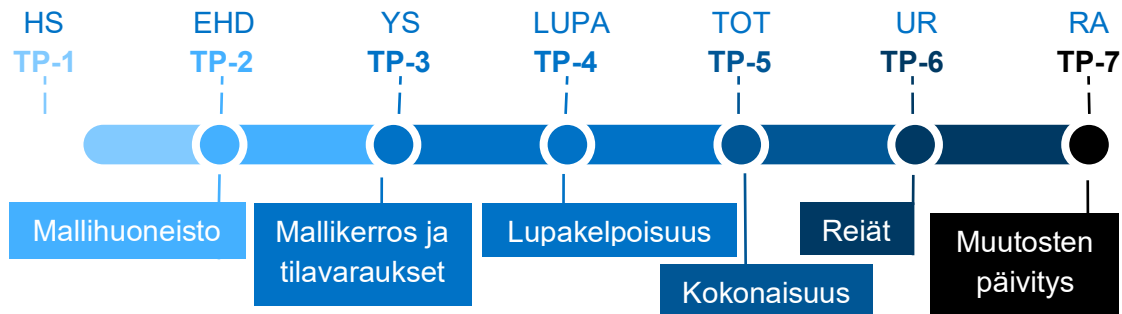 HS EHD YS LUPA TOT UR RA
TP-1 TP-2 TP-3 TP-4 TP-5 TP-6 TP-7
Mallihuoneisto
Mallikerros ja
tilavaraukset
Lupakelpoisuus
Kokonaisuus
Reiät
Muutosten
päivitys